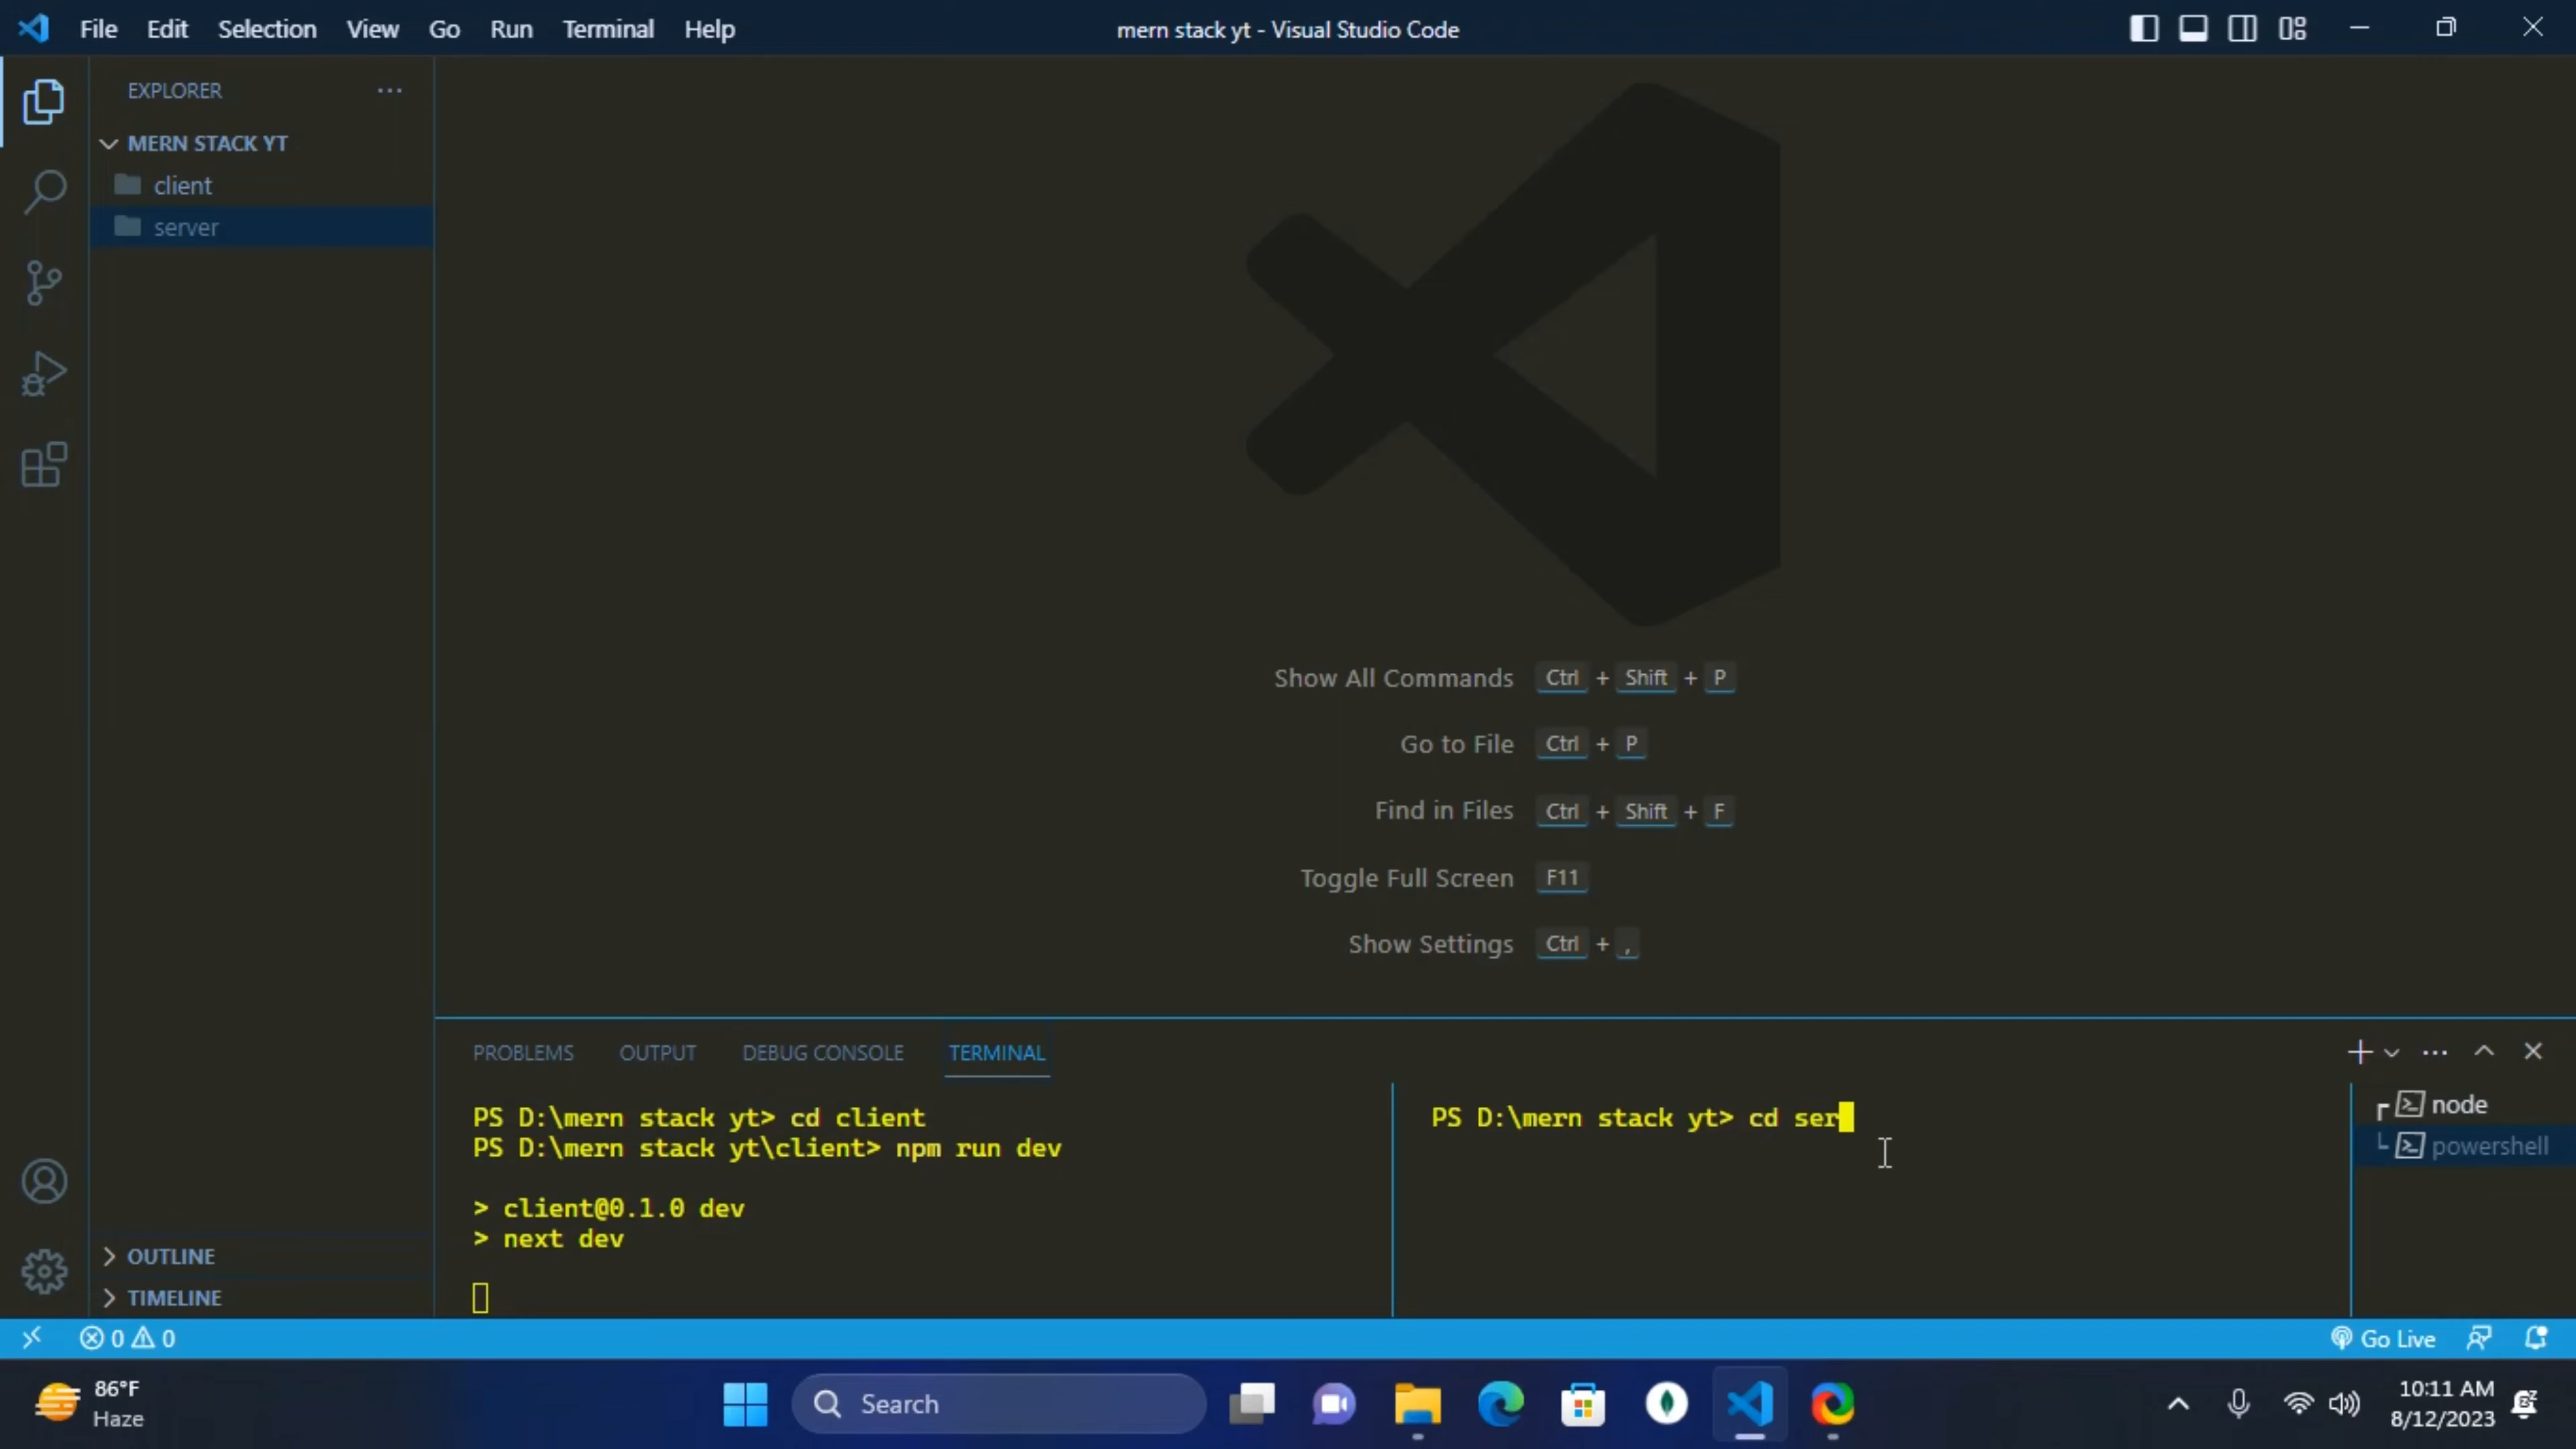 File Edit Selection View Go Run Terminal Help
mern stack yt - Visual Studio Code
EXPLORER
MERN STACK YT
client
server
Show All Commands Ctrl + Shift + P
Go to File Ctrl + P
Find in Files Ctrl + Shift + F
Toggle Full Screen F11
Show Settings Ctrl + ,
PROBLEMS OUTPUT DEBUG CONSOLE TERMINAL
PS D:\mern stack yt> cd client
PS D:\mern stack yt\client> npm run dev
> client@0.1.0 dev
> next dev
PS D:\mern stack yt> cd ser
node
powershell
OUTLINE
TIMELINE
0 0
Go Live
86°F
Haze
Search
10:11 AM
8/12/2023